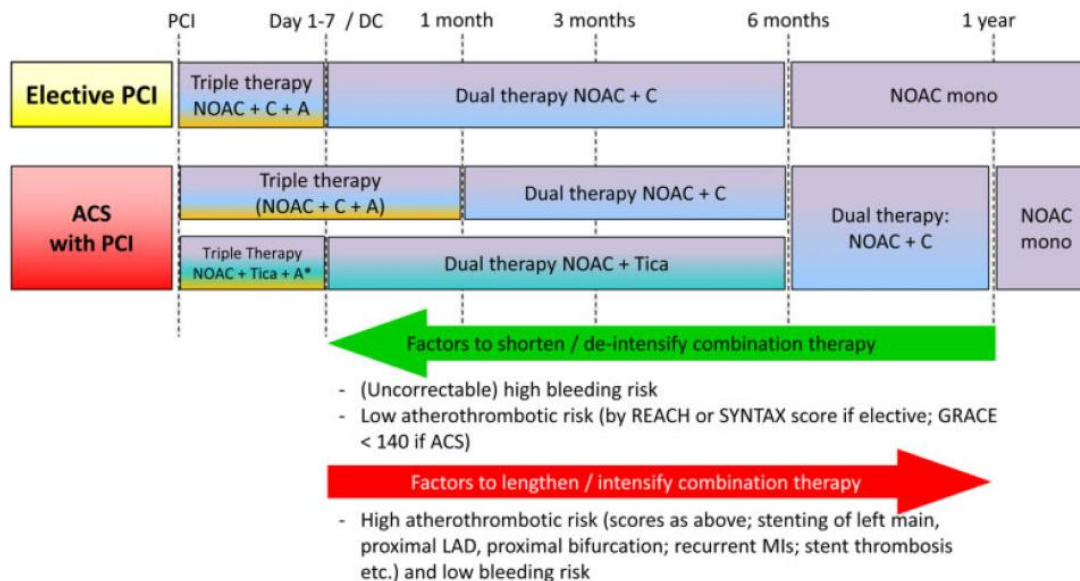 PCI Day 1-7 / DC 1 month 3 months 6 months 1 year
Elective PCI
Triple therapy
NOAC + C + A
Dual therapy NOAC + C
NOAC mono
ACS
with PCI
Triple therapy
(NOAC + C + A)
Dual therapy NOAC + C
Triple Therapy
NOAC + Tica + A*
Dual therapy NOAC + Tica
Dual therapy:
NOAC + C
NOAC
mono
Factors to shorten / de-intensify combination therapy
- (Uncorrectable) high bleeding risk
- Low atherothrombotic risk (by REACH or SYNTAX score if elective; GRACE
< 140 if ACS)
Factors to lengthen / intensify combination therapy
- High atherothrombotic risk (scores as above; stenting of left main,
proximal LAD, proximal bifurcation; recurrent MIs; stent thrombosis
etc.) and low bleeding risk